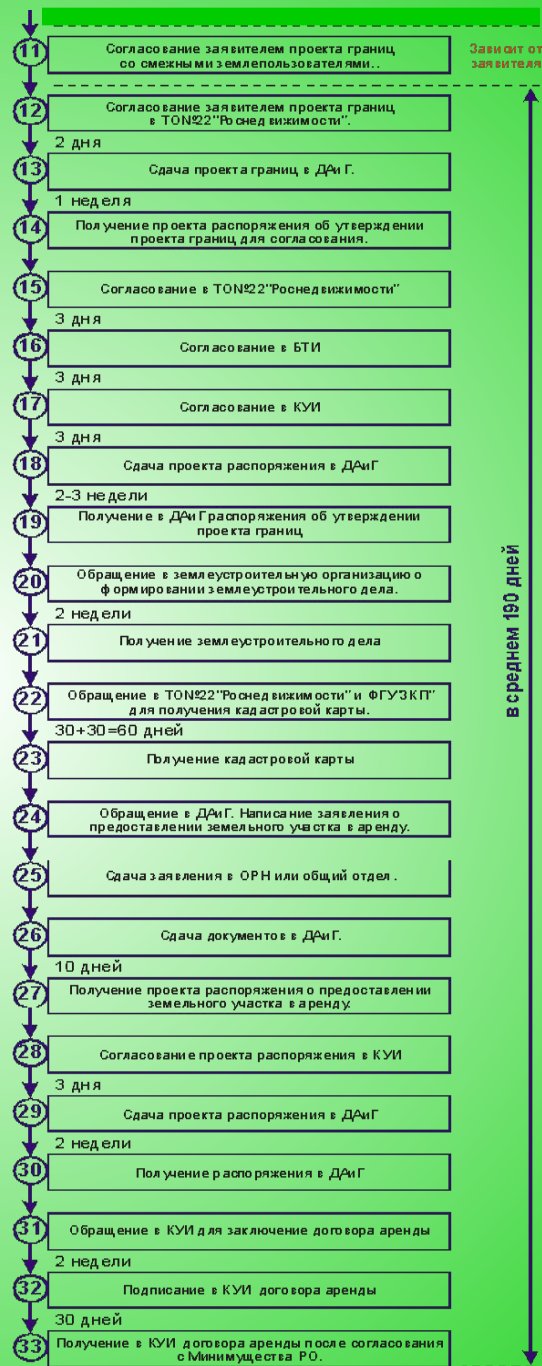 11
Согласование заявителем проекта границ
со смежными землепользователями..
Зависит от
заявителя
12
Согласование заявителем проекта границ
в ТО№22"Роснедвижимости".
2 дня
13
Сдача проекта границ в ДАиГ.
1 неделя
14
Получение проекта распоряжения об утверждении
проекта границ для согласования.
15
Согласование в ТО№22"Роснедвижимости"
3 дня
16
Согласование в БТИ
3 дня
17
Согласование в КУИ
3 дня
18
Сдача проекта распоряжения в ДАиГ
2-3 недели
19
Получение в ДАиГ распоряжения об утверждении
проекта границ
20
Обращение в землеустроительную организацию о
формировании землеустроительного дела.
2 недели
21
Получение землеустроительного дела
22
Обращение в ТО№22"Роснедвижимости" и ФГУЗКП"
для получения кадастровой карты.
30+30=60 дней
23
Получение кадастровой карты
24
Обращение в ДАиГ. Написание заявления о
предоставлении земельного участка в аренду.
25
Сдача заявления в ОРН или общий отдел.
26
Сдача документов в ДАиГ.
10 дней
27
Получение проекта распоряжения о предоставлении
земельного участка в аренду.
28
Согласование проекта распоряжения в КУИ
3 дня
29
Сдача проекта распоряжения в ДАиГ
2 недели
30
Получение распоряжения в ДАиГ
31
Обращение в КУИ для заключение договора аренды
2 недели
32
Подписание в КУИ договора аренды
30 дней
33
Получение в КУИ договора аренды после согласования
с Минимущества РО.
в среднем 190 дней